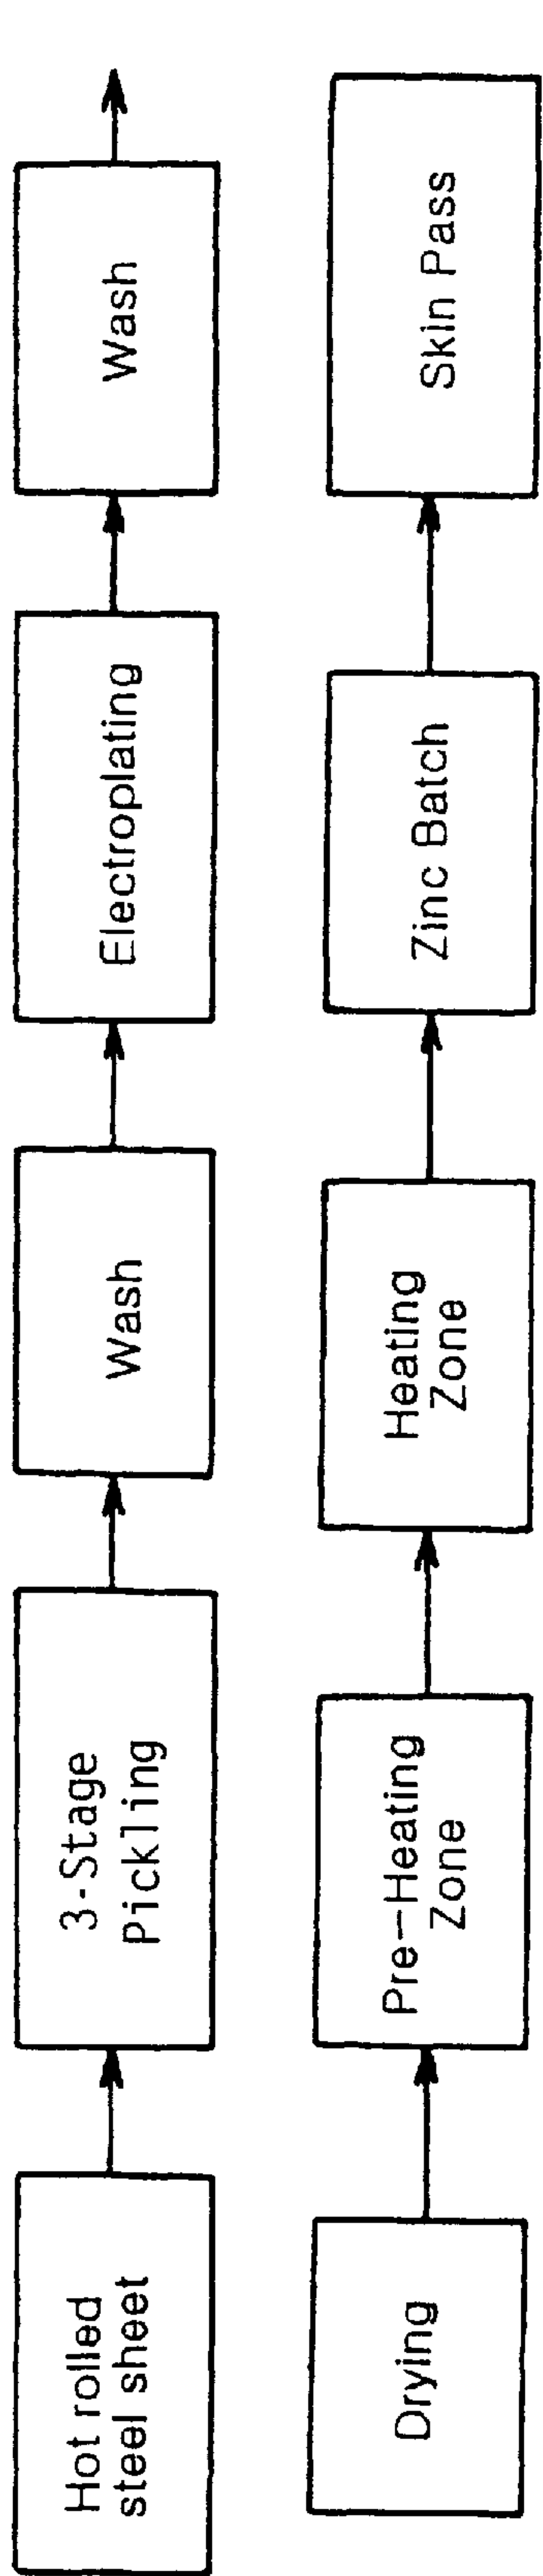 Hot rolled
steel sheet
3-Stage
Pickling
Wash
Electroplating
Wash
Drying
Pre-Heating
Zone
Heating
Zone
Zinc Batch
Skin Pass